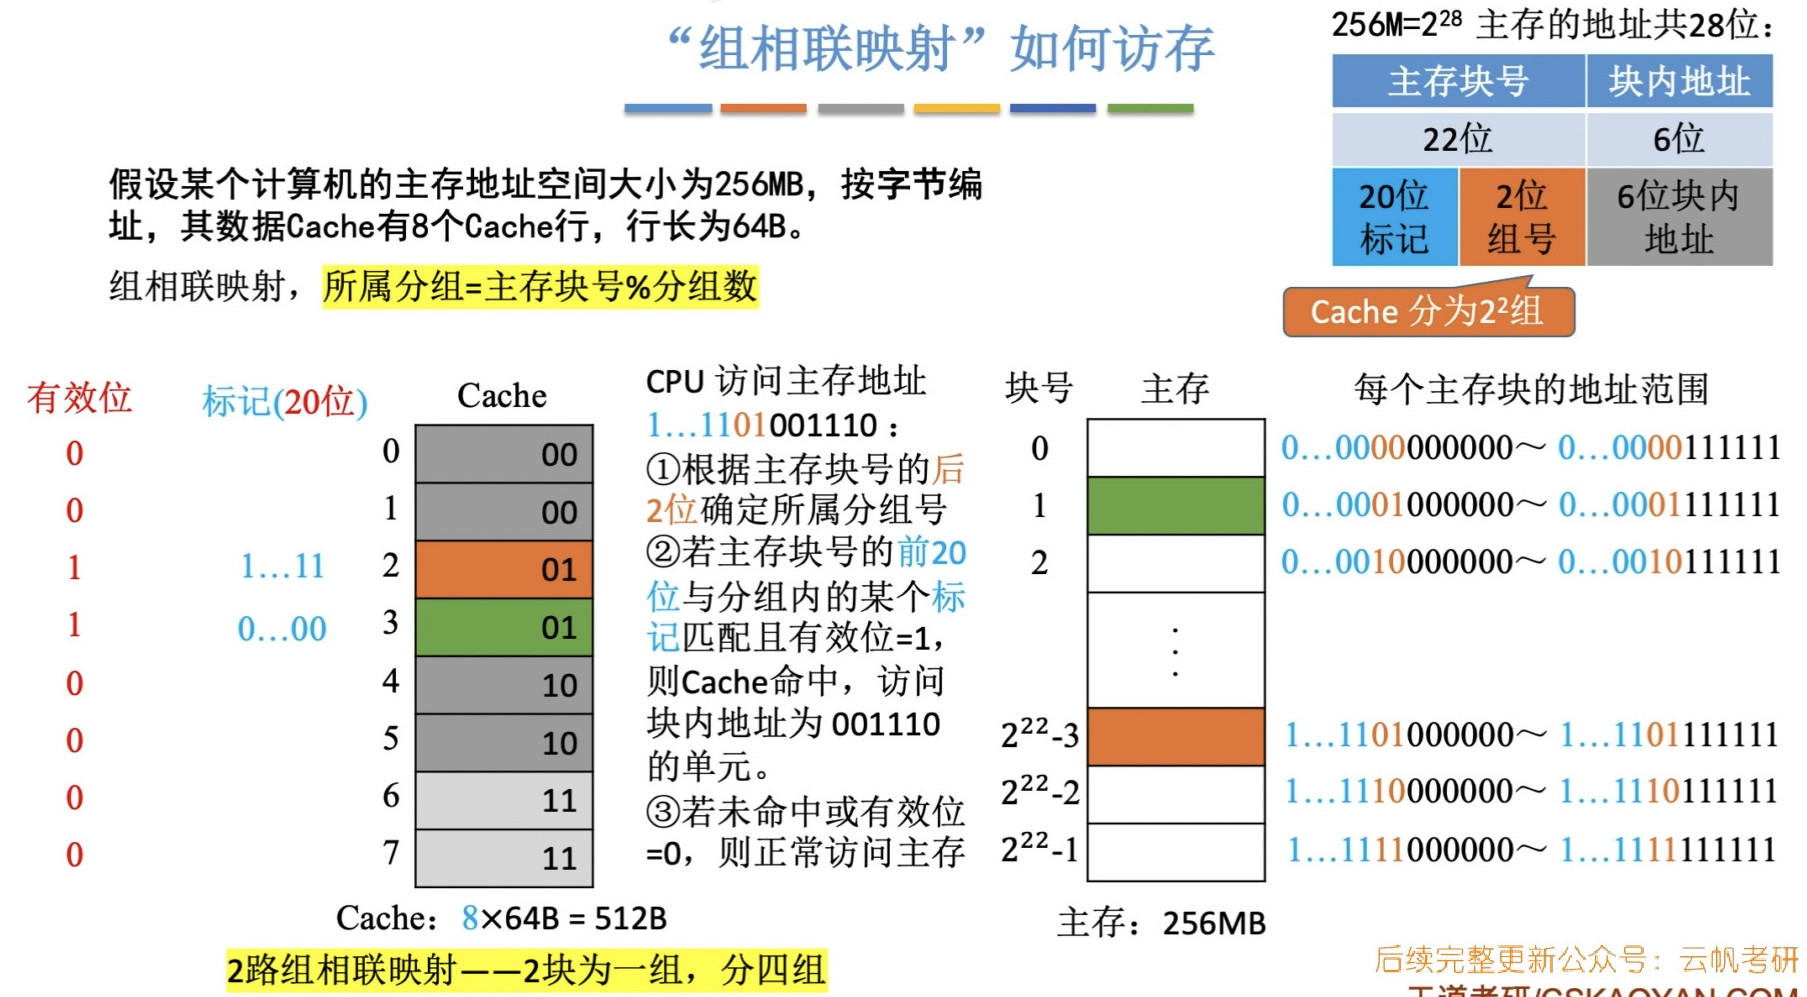 “组相联映射”如何访存
256M=2²⁸ 主存的地址共28位：
主存块号 块内地址
22位 6位
20位标记 2位组号 6位块内地址
Cache 分为2²组
假设某个计算机的主存地址空间大小为256MB，按字节编
址，其数据Cache有8个Cache行，行长为64B。
组相联映射，所属分组=主存块号%分组数
有效位 标记(20位) Cache
0 0 00
0 1 00
1 1…11 2 01
1 0…00 3 01
0 4 10
0 5 10
0 6 11
0 7 11
Cache：8×64B = 512B
2路组相联映射——2块为一组，分四组
CPU 访问主存地址
1…1101001110：
①根据主存块号的后
2位确定所属分组号
②若主存块号的前20
位与分组内的某个标
记匹配且有效位=1，
则Cache命中，访问
块内地址为 001110
的单元。
③若未命中或有效位
=0，则正常访问主存
块号 主存 每个主存块的地址范围
0 0…0000000000～ 0…0000111111
1 0…0001000000～ 0…0001111111
2 0…0010000000～ 0…0010111111
⋮
2²²-3 1…1101000000～ 1…1101111111
2²²-2 1…1110000000～ 1…1110111111
2²²-1 1…1111000000～ 1…1111111111
主存：256MB
后续完整更新公众号：云帆考研
王道考研/CSKAOYAN.COM